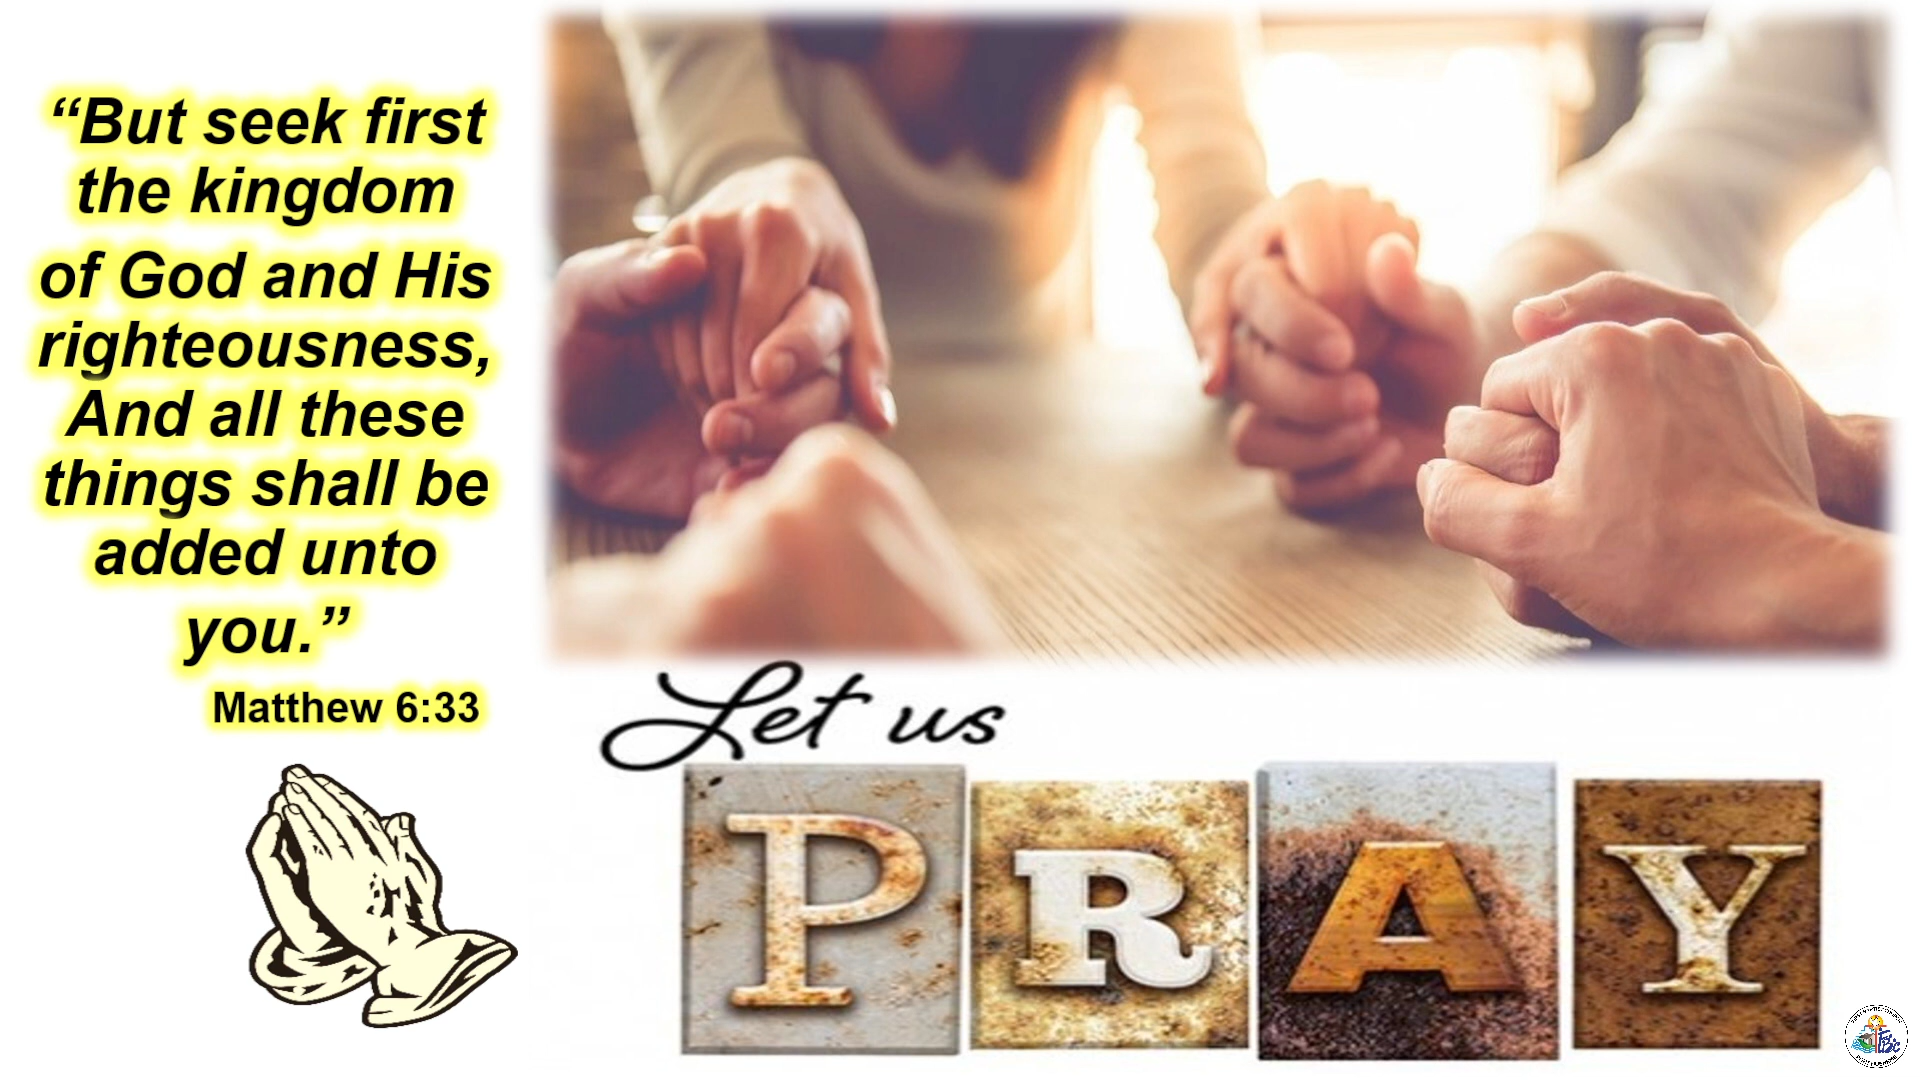 “But seek first
the kingdom
of God and His
righteousness,
And all these
things shall be
added unto
you.”
Matthew 6:33
Let us
PRAY